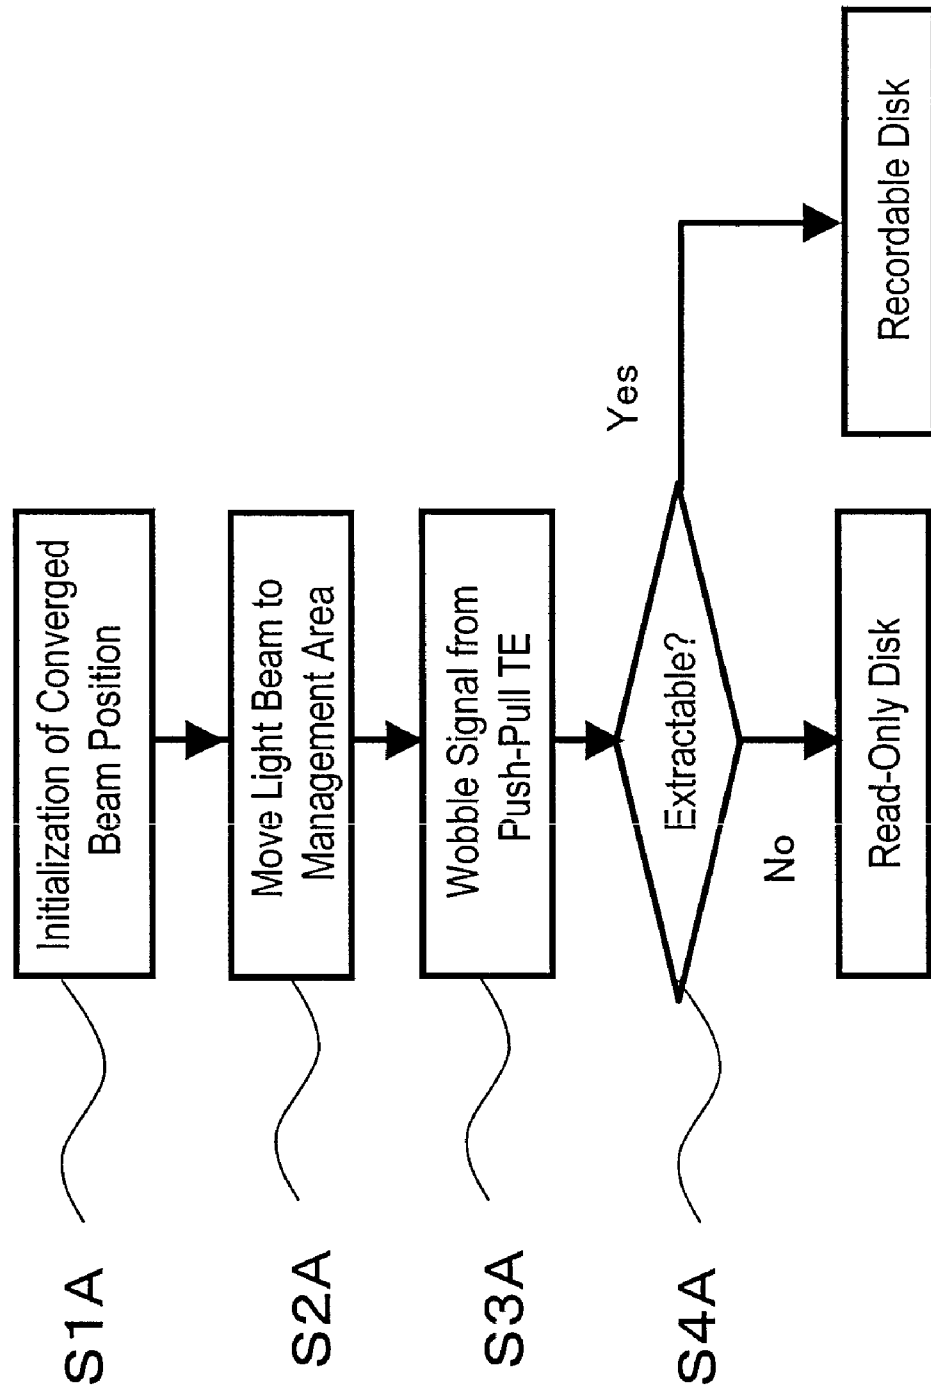 S1A
Initialization of Converged
Beam Position
S2A
Move Light Beam to
Management Area
S3A
Wobble Signal from
Push-Pull TE
S4A
Extractable?
Yes
No
Read-Only Disk
Recordable Disk